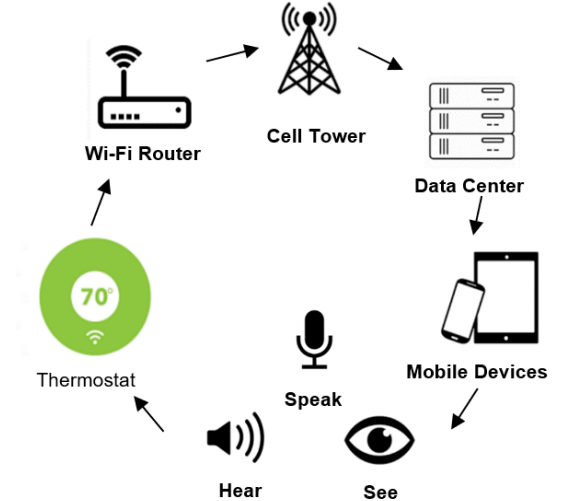 Cell Tower
Wi-Fi Router
Data Center
70°
Thermostat
Mobile Devices
Speak
Hear
See